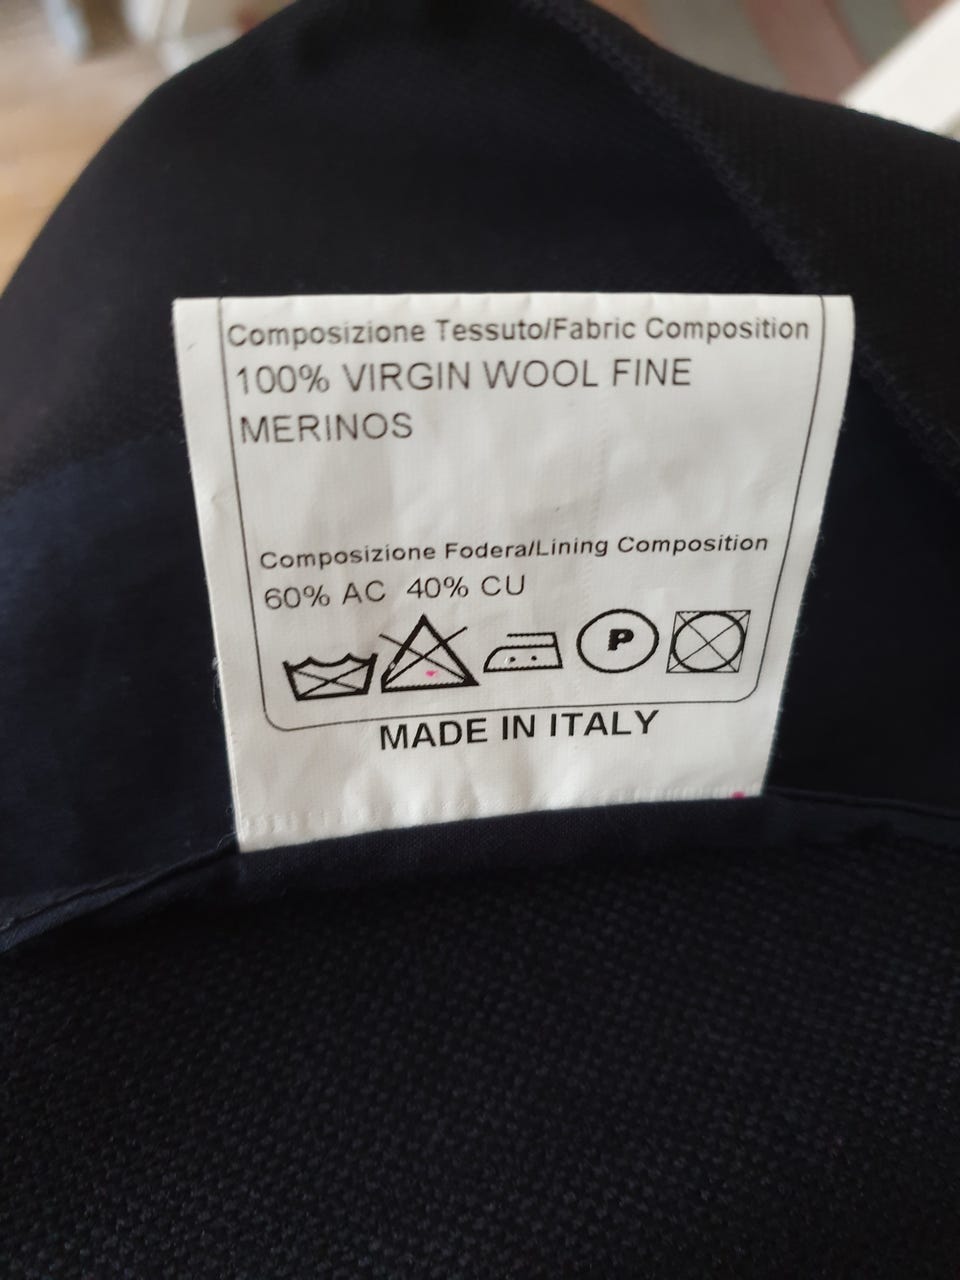 Composizione Tessuto/Fabric Composition
100% VIRGIN WOOL FINE
MERINOS
Composizione Fodera/Lining Composition
60% AC 40% CU
P
MADE IN ITALY